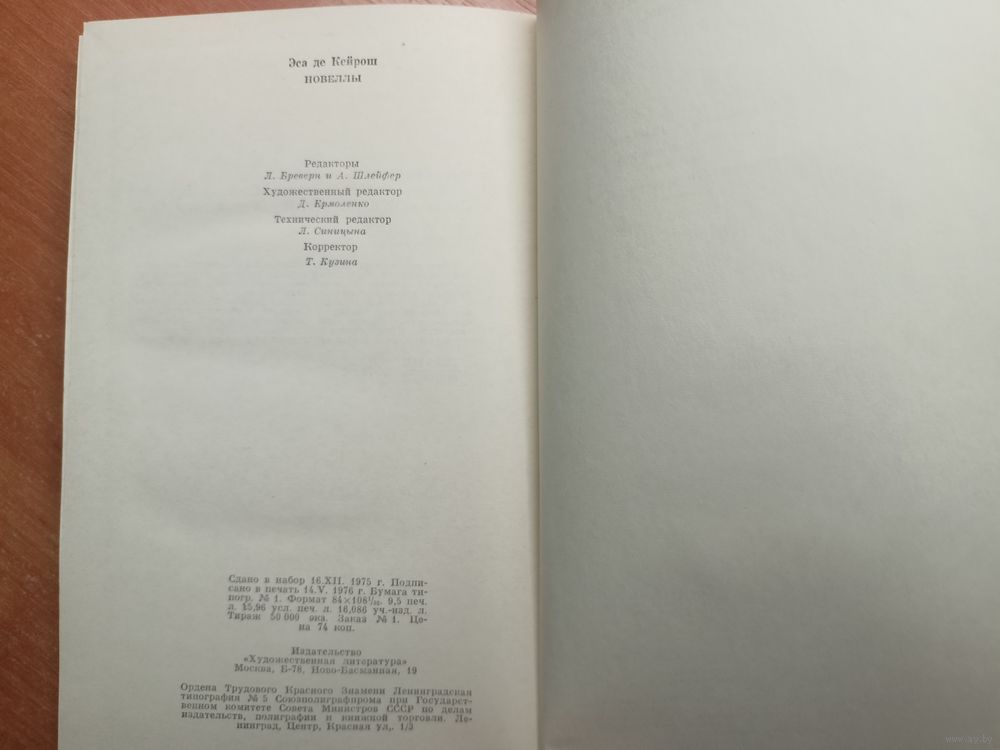 Эса де Кейрош
НОВЕЛЛЫ
Редакторы
Л. Бреверн и А. Шлейфер
Художественный редактор
Д. Ермоленко
Технический редактор
Л. Синицына
Корректор
Т. Кузина
Сдано в набор 16.XII. 1975 г. Подпи-
сано в печать 14.V. 1976 г. Бумага ти-
погр. № 1. Формат 84×108¹/₃₂. 9,5 печ.
л. 15,96 усл. печ. л. 16,086 уч.-изд. л.
Тираж 50 000 экз. Заказ № 1. Це-
на 74 коп.
Издательство
«Художественная литература»
Москва, Б-78, Ново-Басманная, 19
Ордена Трудового Красного Знамени Ленинградская
типография № 5 Союзполиграфпрома при Государст-
венном комитете Совета Министров СССР по делам
издательств, полиграфии и книжной торговли. Ле-
нинград, Центр, Красная ул,. 1/3
www.ay.by